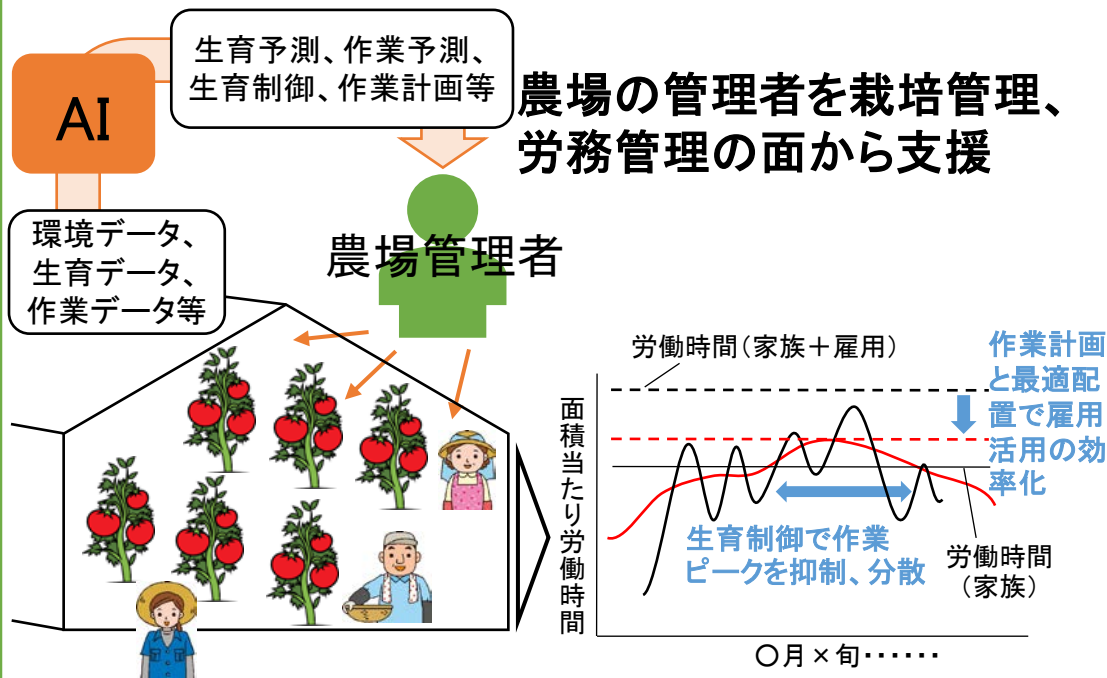 生育予測、作業予測、
生育制御、作業計画等
AI
農場の管理者を栽培管理、
労務管理の面から支援
環境データ、
生育データ、
作業データ等
農場管理者
労働時間(家族＋雇用)
作業計画
と最適配
置で雇用
活用の効
率化
面積当たり労働時間
生育制御で作業
ピークを抑制、分散
労働時間
(家族)
〇月×旬・・・・・・